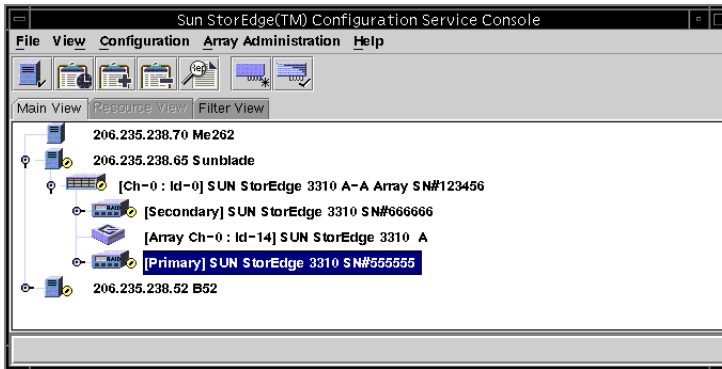 Sun StorEdge(TM) Configuration Service Console
File View Configuration Array Administration Help
Main View Resource View Filter View
206.235.238.70 Me262
206.235.238.65 Sunblade
[Ch-0 : Id-0] SUN StorEdge 3310 A-A Array SN#123456
[Secondary] SUN StorEdge 3310 SN#666666
[Array Ch-0 : Id-14] SUN StorEdge 3310 A
[Primary] SUN StorEdge 3310 SN#555555
206.235.238.52 B52